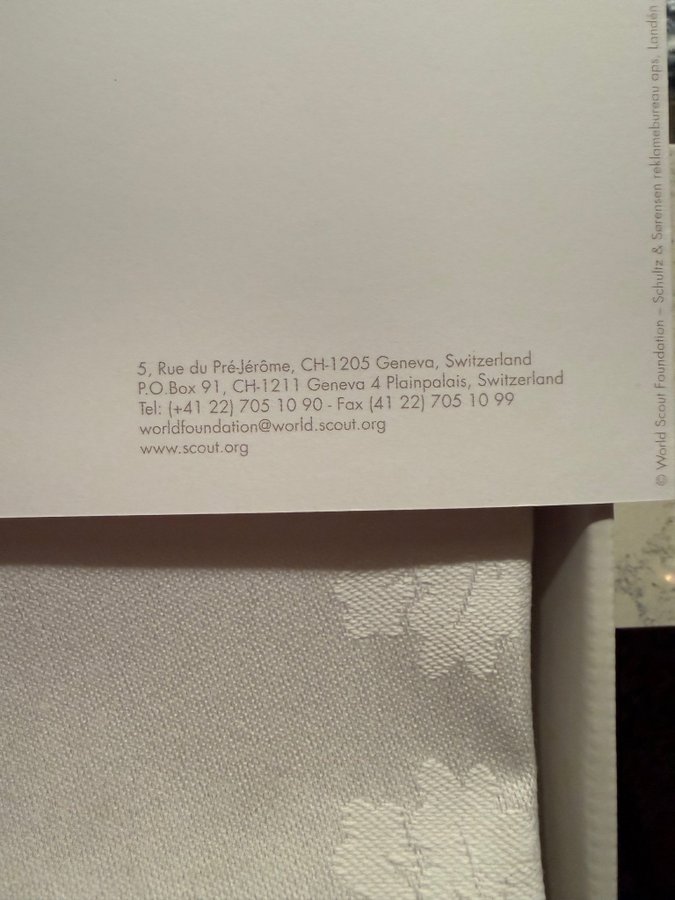 5, Rue du Pré-Jérôme, CH-1205 Geneva, Switzerland
P.O.Box 91, CH-1211 Geneva 4 Plainpalais, Switzerland
Tel: (+41 22) 705 10 90 - Fax (41 22) 705 10 99
worldfoundation@world.scout.org
www.scout.org
© World Scout Foundation – Schultz & Sørensen reklamebureau aps, Landén